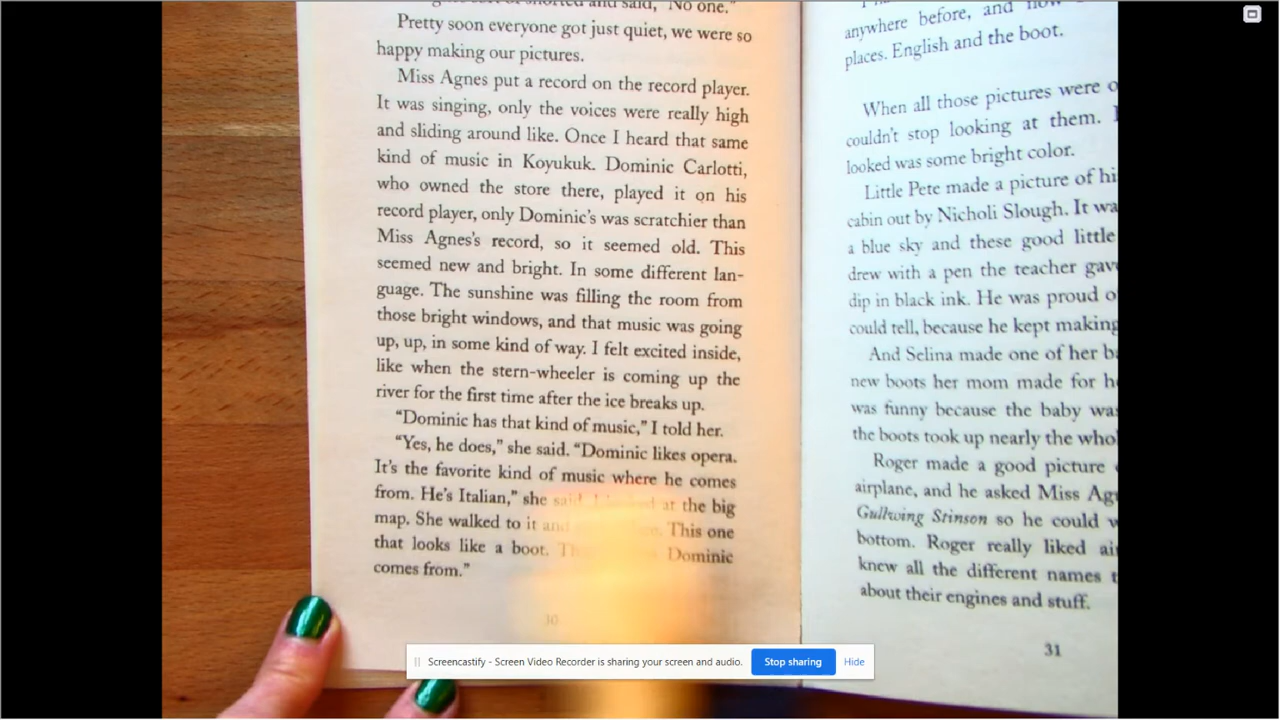 and said, "No one."
Pretty soon everyone got just quiet, we were so
happy making our pictures.
Miss Agnes put a record on the record player.
It was singing, only the voices were really high
and sliding around like. Once I heard that same
kind of music in Koyukuk. Dominic Carlotti,
who owned the store there, played it on his
record player, only Dominic's was scratchier than
Miss Agnes's record, so it seemed old. This
seemed new and bright. In some different lan-
guage. The sunshine was filling the room from
those bright windows, and that music was going
up, up, in some kind of way. I felt excited inside,
like when the stern-wheeler is coming up the
river for the first time after the ice breaks up.
"Dominic has that kind of music," I told her.
"Yes, he does," she said. "Dominic likes opera.
It's the favorite kind of music where he comes
from. He's Italian," she said. I looked at the big
map. She walked to it and This one
that looks like a boot. Dominic
comes from."
30
anywhere before, and now
places. English and the boot.
When all those pictures were
couldn't stop looking at them.
looked was some bright color.
Little Pete made a picture of
cabin out by Nicholi Slough. It
a blue sky and these good little
drew with a pen the teacher
dip in black ink. He was proud
could tell, because he kept making
And Selina made one of her
new boots her mom made for
was funny because the baby
the boots took up nearly the
Roger made a good picture
airplane, and he asked Miss
Gullwing Stinson so he could
bottom. Roger really liked
knew all the different names
about their engines and stuff.
31
Screencastify - Screen Video Recorder is sharing your screen and audio. Stop sharing Hide